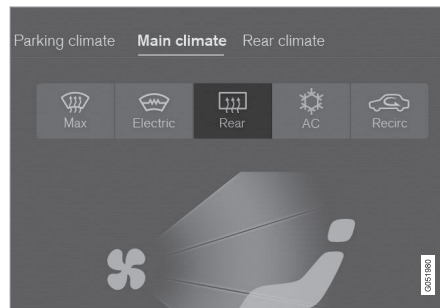 Parking climate Main climate Rear climate
Max Electric Rear AC Recirc
G051980